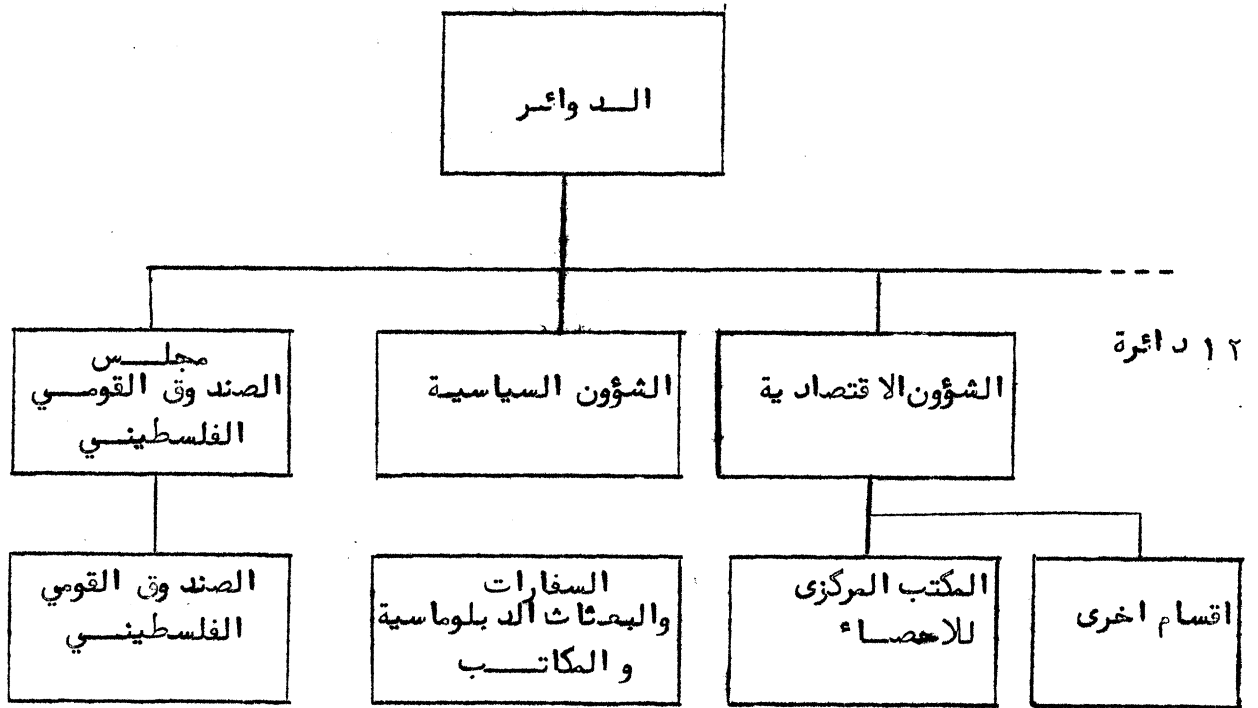 الدوائر
١٢ دائرة
الشؤون الاقتصادية
الشؤون السياسية
مجلس
الصندوق القومي
الفلسطيني
اقسام اخرى
المكتب المركزى
للاحصاء
السفارات
والبعثات الدبلوماسية
والمكاتب
الصندوق القومي
الفلسطيني